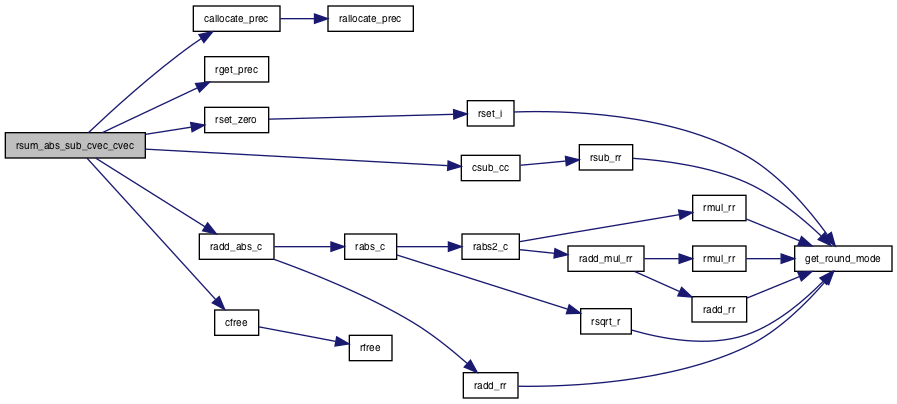 callocate_prec
rallocate_prec
rget_prec
rset_zero
rset_i
rsum_abs_sub_cvec_cvec
csub_cc
rsub_rr
rmul_rr
radd_abs_c
rabs_c
rabs2_c
radd_mul_rr
rmul_rr
get_round_mode
radd_rr
cfree
rsqrt_r
rfree
radd_rr